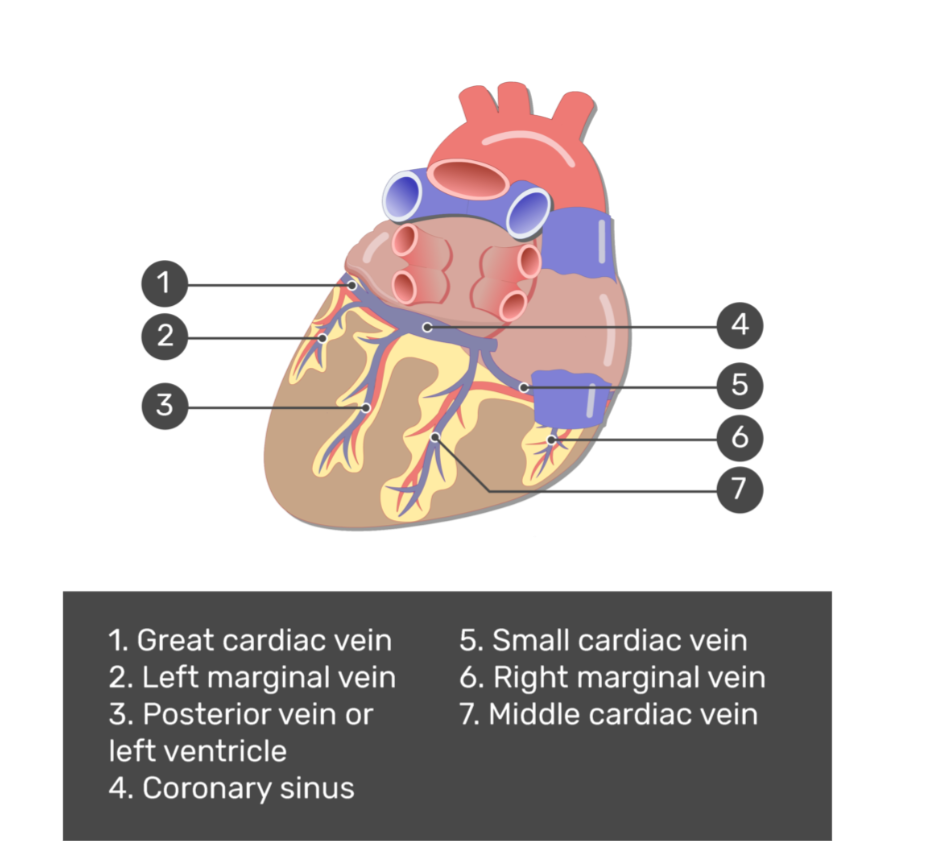 1
2
3
4
5
6
7
1. Great cardiac vein
2. Left marginal vein
3. Posterior vein or
left ventricle
4. Coronary sinus
5. Small cardiac vein
6. Right marginal vein
7. Middle cardiac vein